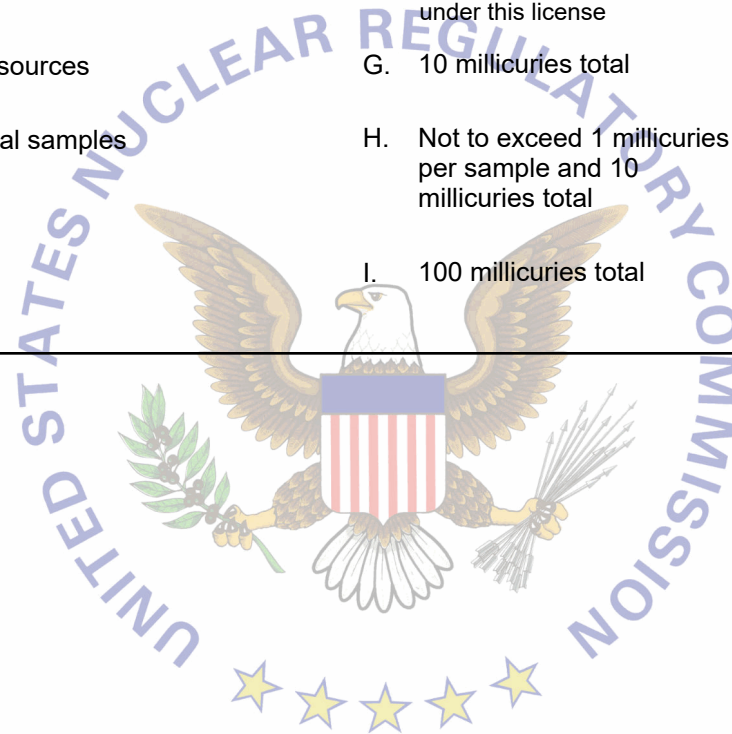 under this license
sources
G. 10 millicuries total
al samples
H. Not to exceed 1 millicuries
per sample and 10
millicuries total
I. 100 millicuries total
UNITED STATES NUCLEAR REGULATORY COMMISSION